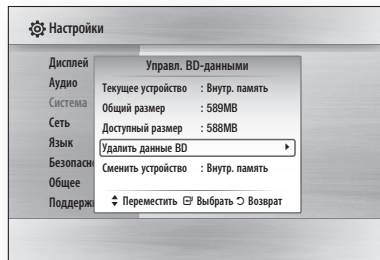 Настройки
Дисплей
Аудио
Система
Сеть
Язык
Безопасн
Общее
Поддерж
Управл. BD-данными
Текущее устройство : Внутр. память
Общий размер : 589MB
Доступный размер : 588MB
Удалить данные BD
Сменить устройство : Внутр. память
Переместить Выбрать Возврат